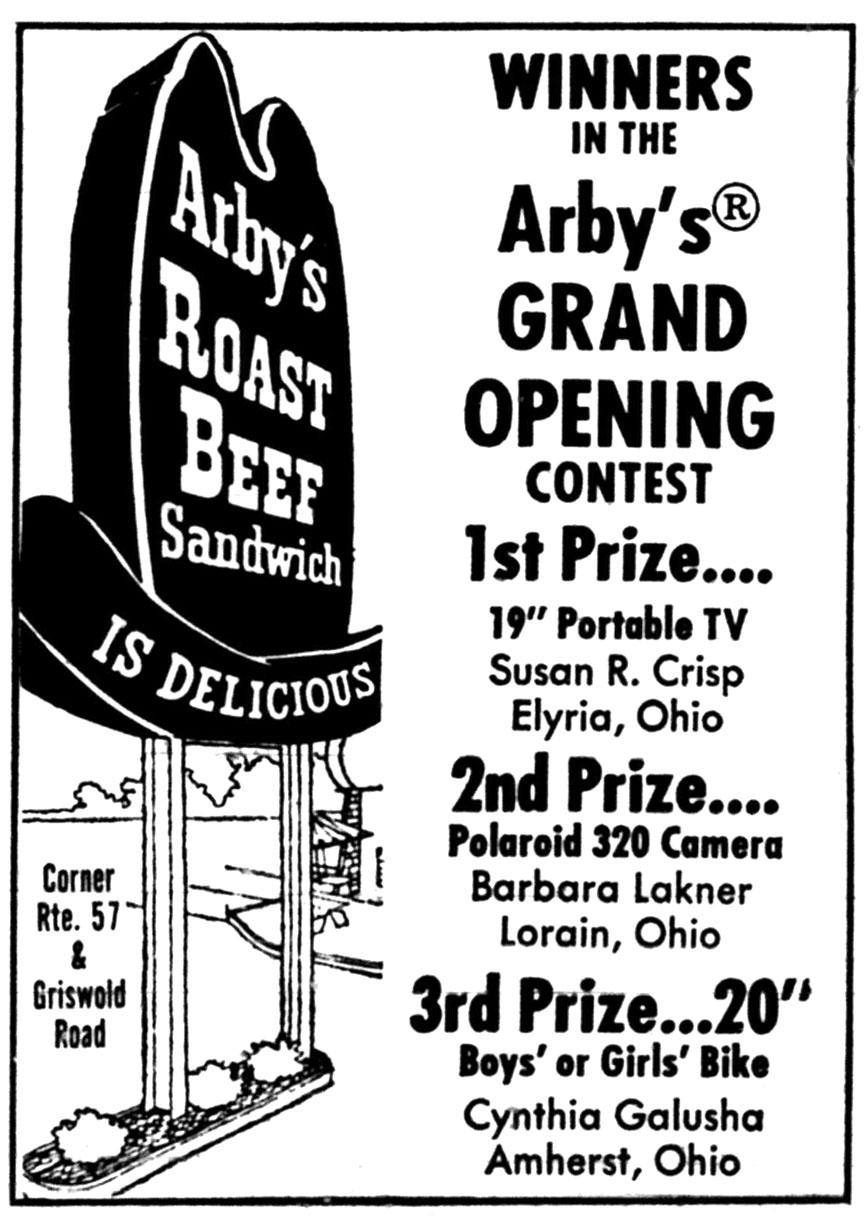 Arby's
ROAST
BEEF
Sandwich
IS DELICIOUS
Corner
Rte. 57
&
Griswold
Road
WINNERS
IN THE
Arby's®
GRAND
OPENING
CONTEST
1st Prize....
19" Portable TV
Susan R. Crisp
Elyria, Ohio
2nd Prize....
Polaroid 320 Camera
Barbara Lakner
Lorain, Ohio
3rd Prize...20"
Boys' or Girls' Bike
Cynthia Galusha
Amherst, Ohio